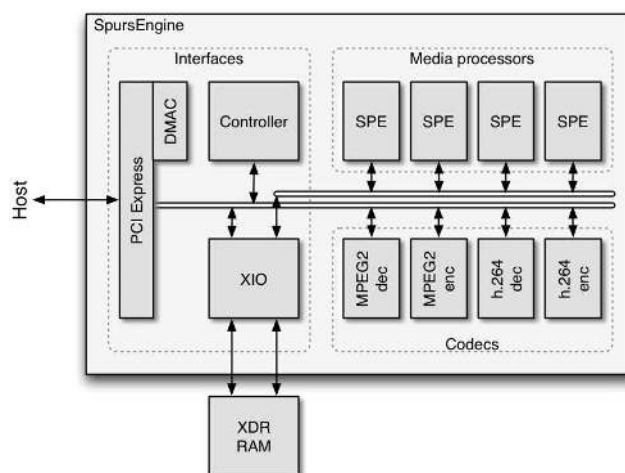 SpursEngine
Interfaces
Media processors
DMAC
Controller
SPE
SPE
SPE
SPE
Host
PCI Express
XIO
MPEG2
dec
MPEG2
enc
h.264
dec
h.264
enc
Codecs
XDR
RAM